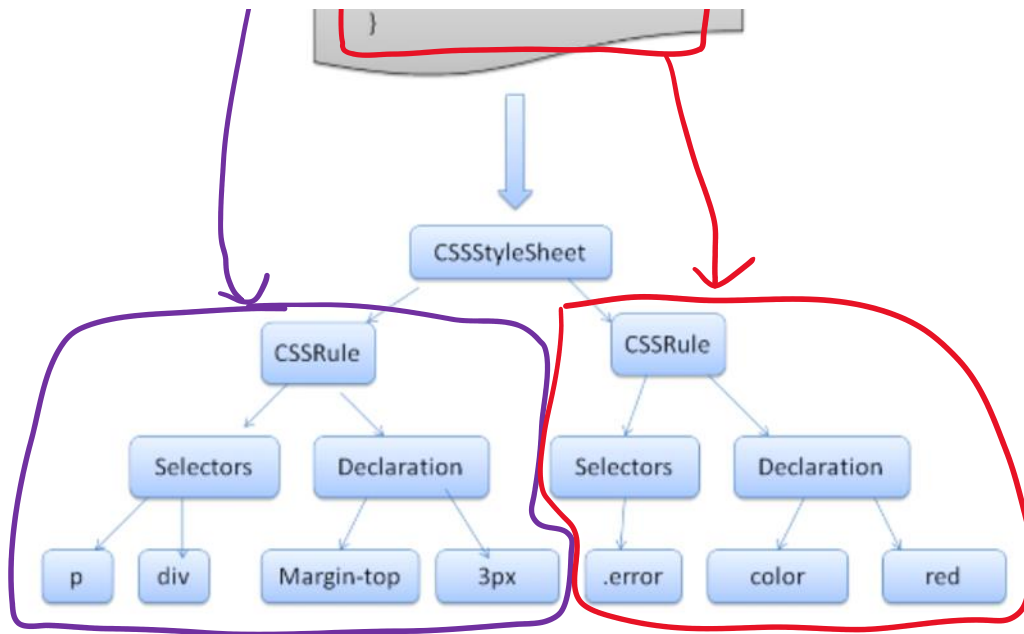 }
CSSStyleSheet
CSSRule
CSSRule
Selectors
Declaration
Selectors
Declaration
p
div
Margin-top
3px
.error
color
red